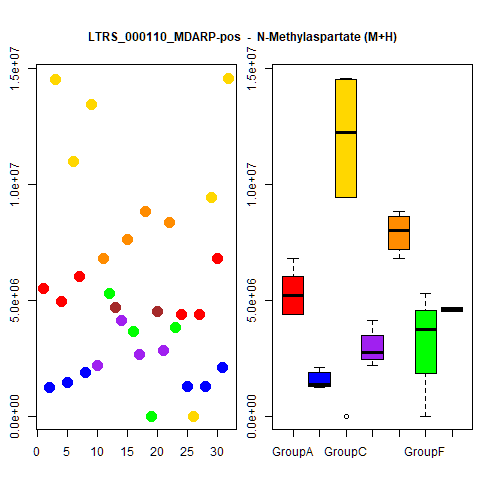 LTRS_000110_MDARP-pos - N-Methylaspartate (M+H)
0.0e+00 5.0e+06 1.0e+07 1.5e+07
0 5 10 15 20 25 30
0.0e+00 5.0e+06 1.0e+07 1.5e+07
GroupA GroupC GroupF